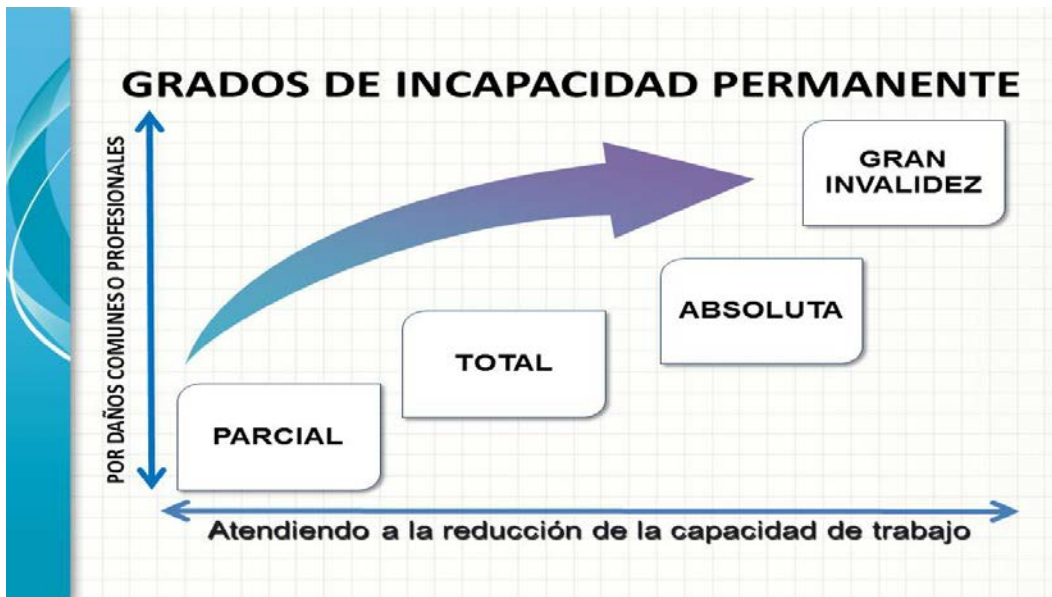 GRADOS DE INCAPACIDAD PERMANENTE
POR DAÑOS COMUNES O PROFESIONALES
GRAN
INVALIDEZ
ABSOLUTA
TOTAL
PARCIAL
Atendiendo a la reducción de la capacidad de trabajo